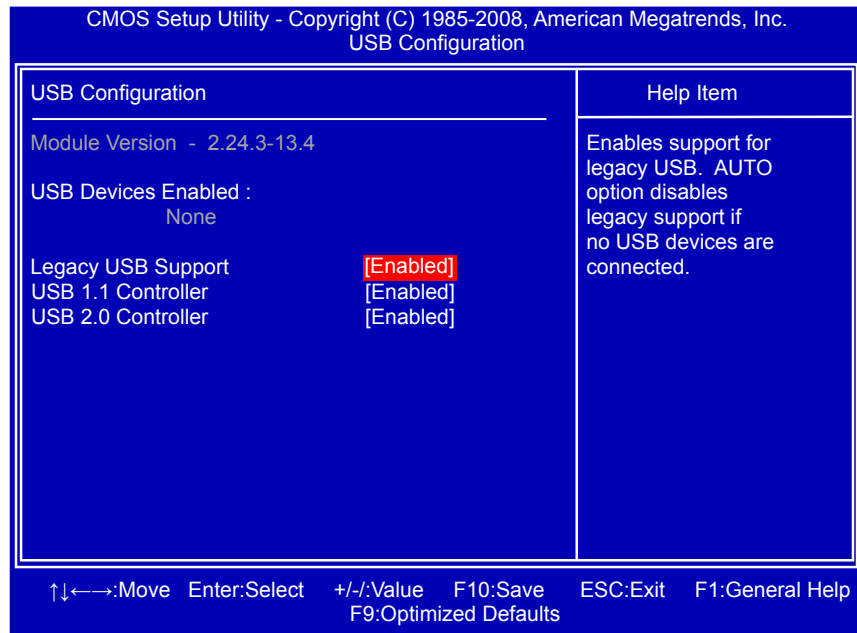 CMOS Setup Utility - Copyright (C) 1985-2008, American Megatrends, Inc.
USB Configuration
USB Configuration
Module Version - 2.24.3-13.4
USB Devices Enabled :
None
Legacy USB Support [Enabled]
USB 1.1 Controller [Enabled]
USB 2.0 Controller [Enabled]
Help Item
Enables support for
legacy USB. AUTO
option disables
legacy support if
no USB devices are
connected.
↑↓←→:Move Enter:Select +/-/:Value F10:Save ESC:Exit F1:General Help
F9:Optimized Defaults